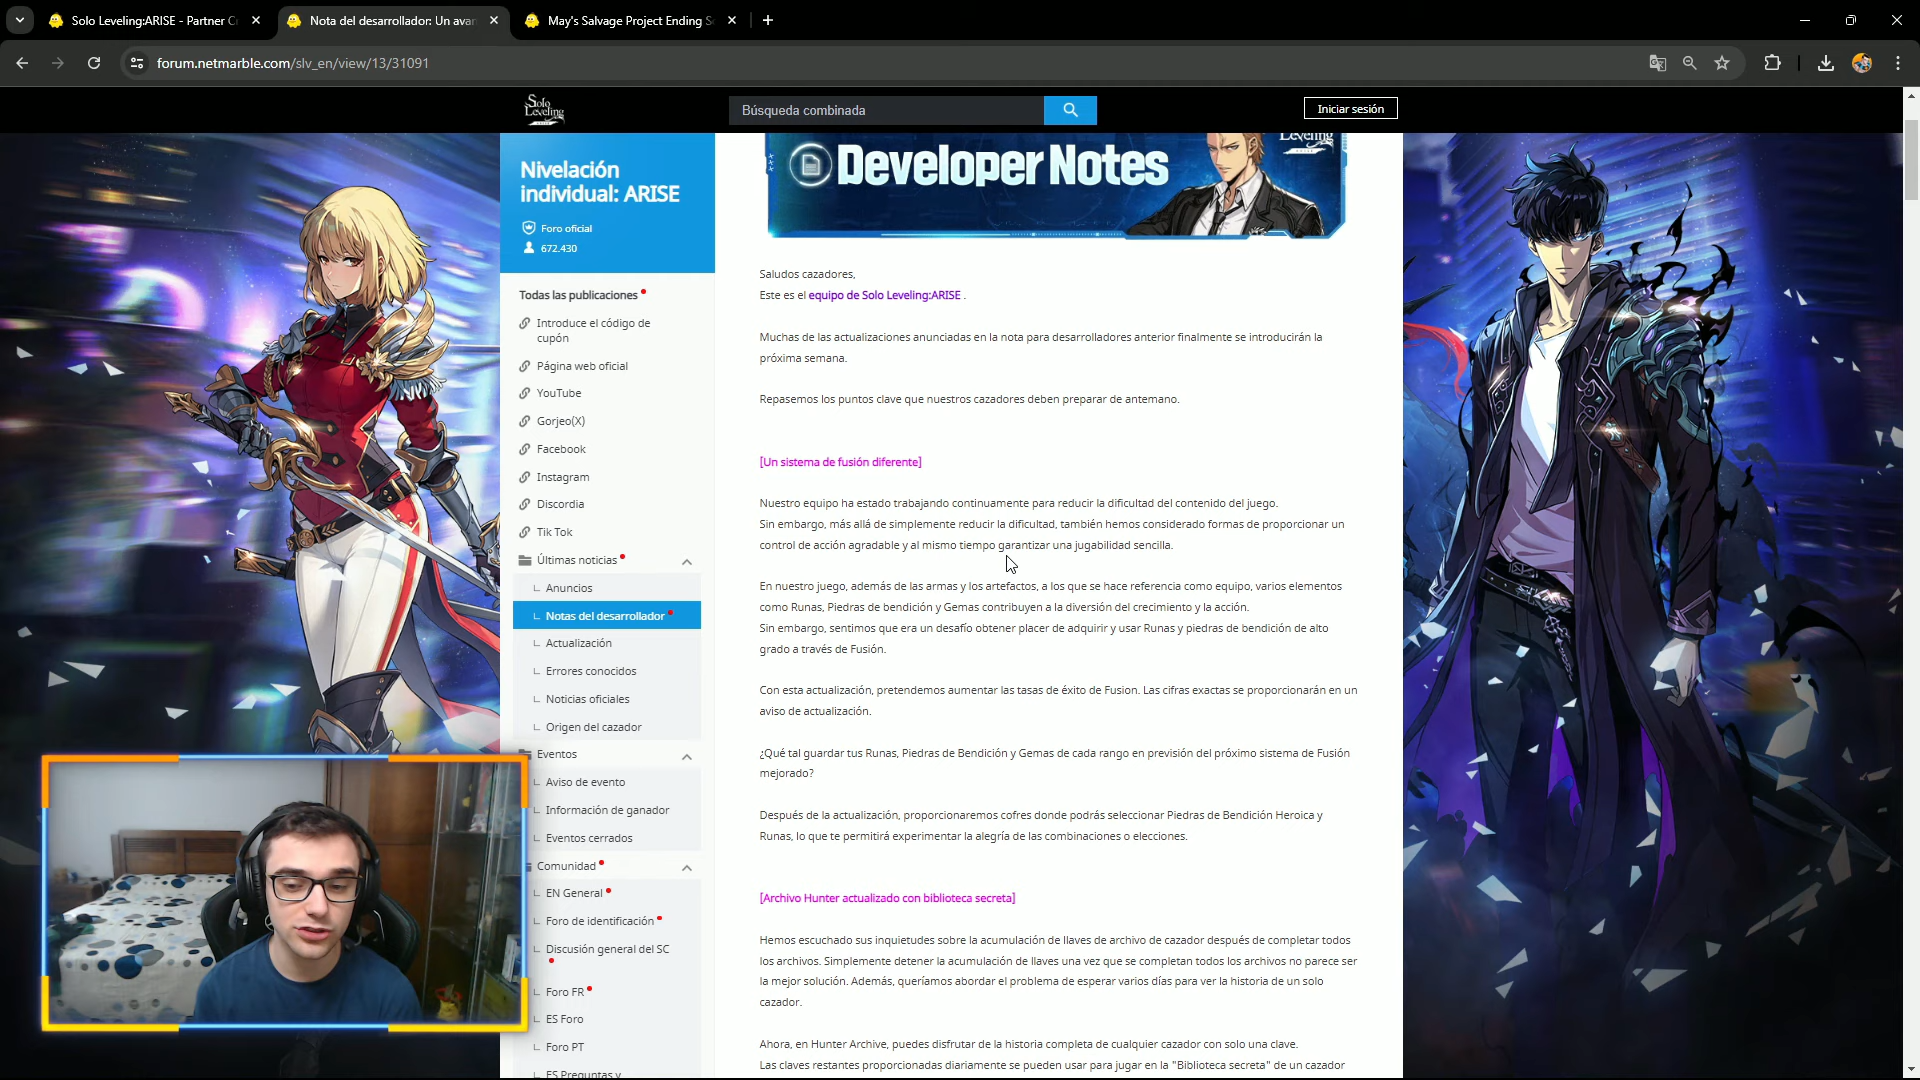 Solo Leveling:ARISE - Partner C
Nota del desarrollador: Un avan
May's Salvage Project Ending S
forum.netmarble.com/slv_en/view/13/31091
Solo
Leveling
Búsqueda combinada
Iniciar sesión
Nivelación
individual: ARISE
Foro oficial
672.430
Todas las publicaciones
Introduce el código de
cupón
Página web oficial
YouTube
Gorjeo(X)
Facebook
Instagram
Discordia
Tik Tok
Últimas noticias
Anuncios
Notas del desarrollador
Actualización
Errores conocidos
Noticias oficiales
Origen del cazador
Eventos
Aviso de evento
Información de ganador
Eventos cerrados
Comunidad
EN General
Foro de identificación
Discusión general del SC
Foro FR
ES Foro
Foro PT
ES Preguntas y
Developer Notes
Leveling
Saludos cazadores,
Este es el equipo de Solo Leveling:ARISE .
Muchas de las actualizaciones anunciadas en la nota para desarrolladores anterior finalmente se introducirán la
próxima semana.
Repasemos los puntos clave que nuestros cazadores deben preparar de antemano.
[Un sistema de fusión diferente]
Nuestro equipo ha estado trabajando continuamente para reducir la dificultad del contenido del juego.
Sin embargo, más allá de simplemente reducir la dificultad, también hemos considerado formas de proporcionar un
control de acción agradable y al mismo tiempo garantizar una jugabilidad sencilla.
En nuestro juego, además de las armas y los artefactos, a los que se hace referencia como equipo, varios elementos
como Runas, Piedras de bendición y Gemas contribuyen a la diversión del crecimiento y la acción.
Sin embargo, sentimos que era un desafío obtener placer de adquirir y usar Runas y piedras de bendición de alto
grado a través de Fusión.
Con esta actualización, pretendemos aumentar las tasas de éxito de Fusion. Las cifras exactas se proporcionarán en un
aviso de actualización.
¿Qué tal guardar tus Runas, Piedras de Bendición y Gemas de cada rango en previsión del próximo sistema de Fusión
mejorado?
Después de la actualización, proporcionaremos cofres donde podrás seleccionar Piedras de Bendición Heroica y
Runas, lo que te permitirá experimentar la alegría de las combinaciones o elecciones.
[Archivo Hunter actualizado con biblioteca secreta]
Hemos escuchado sus inquietudes sobre la acumulación de llaves de archivo de cazador después de completar todos
los archivos. Simplemente detener la acumulación de llaves una vez que se completan todos los archivos no parece ser
la mejor solución. Además, queríamos abordar el problema de esperar varios días para ver la historia de un solo
cazador.
Ahora, en Hunter Archive, puedes disfrutar de la historia completa de cualquier cazador con solo una clave.
Las claves restantes proporcionadas diariamente se pueden usar para jugar en la "Biblioteca secreta" de un cazador